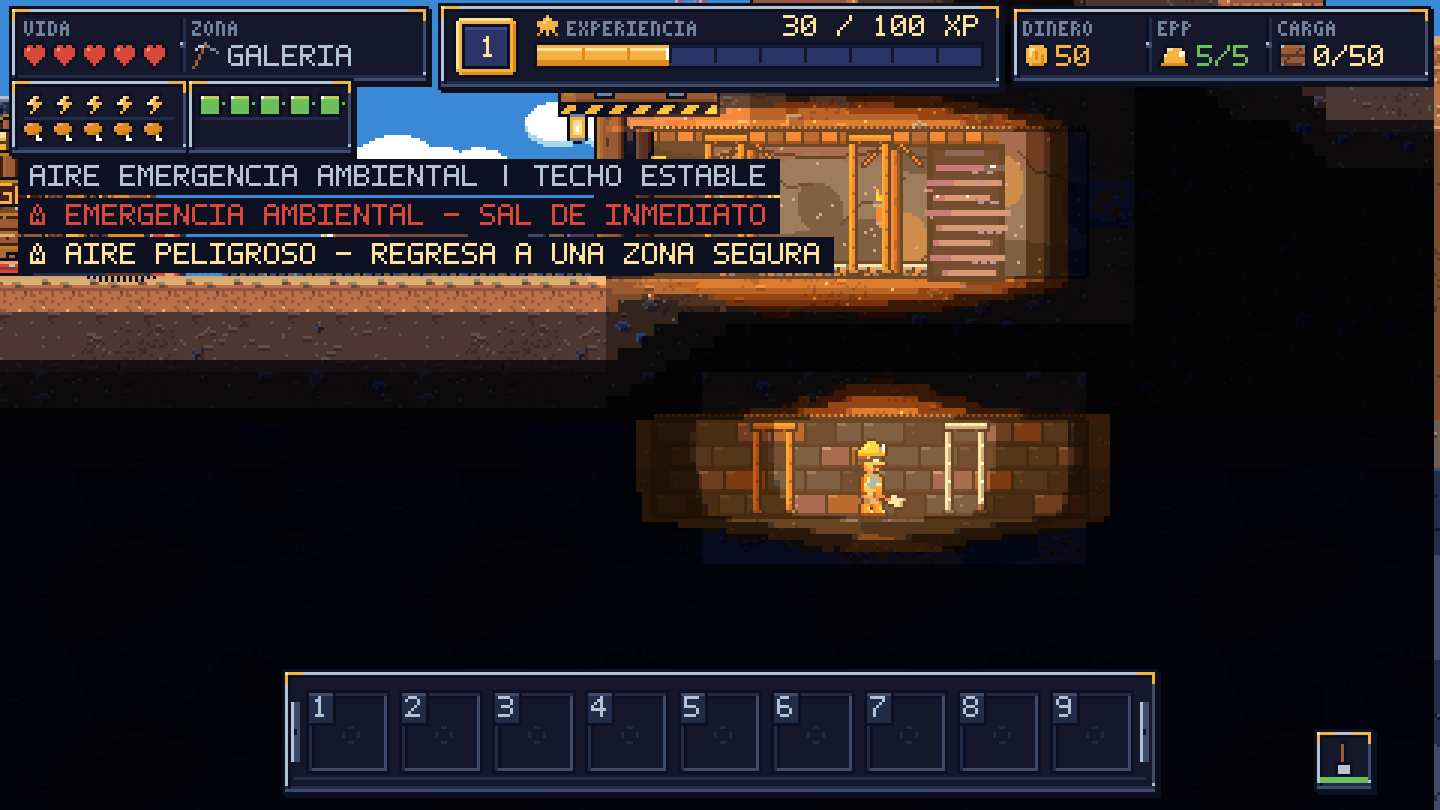 VIDA
ZONA
GALERIA
1
EXPERIENCIA
30 / 100 XP
DINERO
50
EPP
5/5
CARGA
0/50
AIRE EMERGENCIA AMBIENTAL | TECHO ESTABLE
EMERGENCIA AMBIENTAL - SAL DE INMEDIATO
AIRE PELIGROSO - REGRESA A UNA ZONA SEGURA
1 2 3 4 5 6 7 8 9